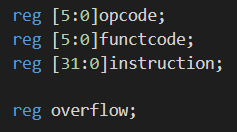 reg [5:0]opcode;
reg [5:0]functcode;
reg [31:0]instruction;
reg overflow;